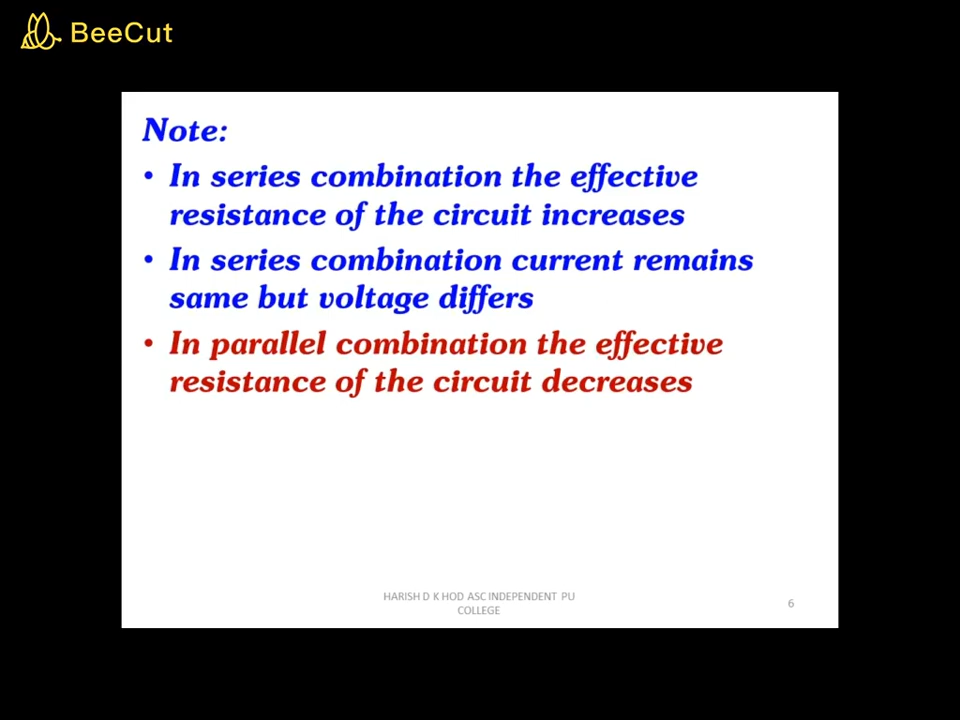 BeeCut
Note:
• In series combination the effective
resistance of the circuit increases
• In series combination current remains
same but voltage differs
• In parallel combination the effective
resistance of the circuit decreases
HARISH D K HOD ASC INDEPENDENT PU
COLLEGE
6